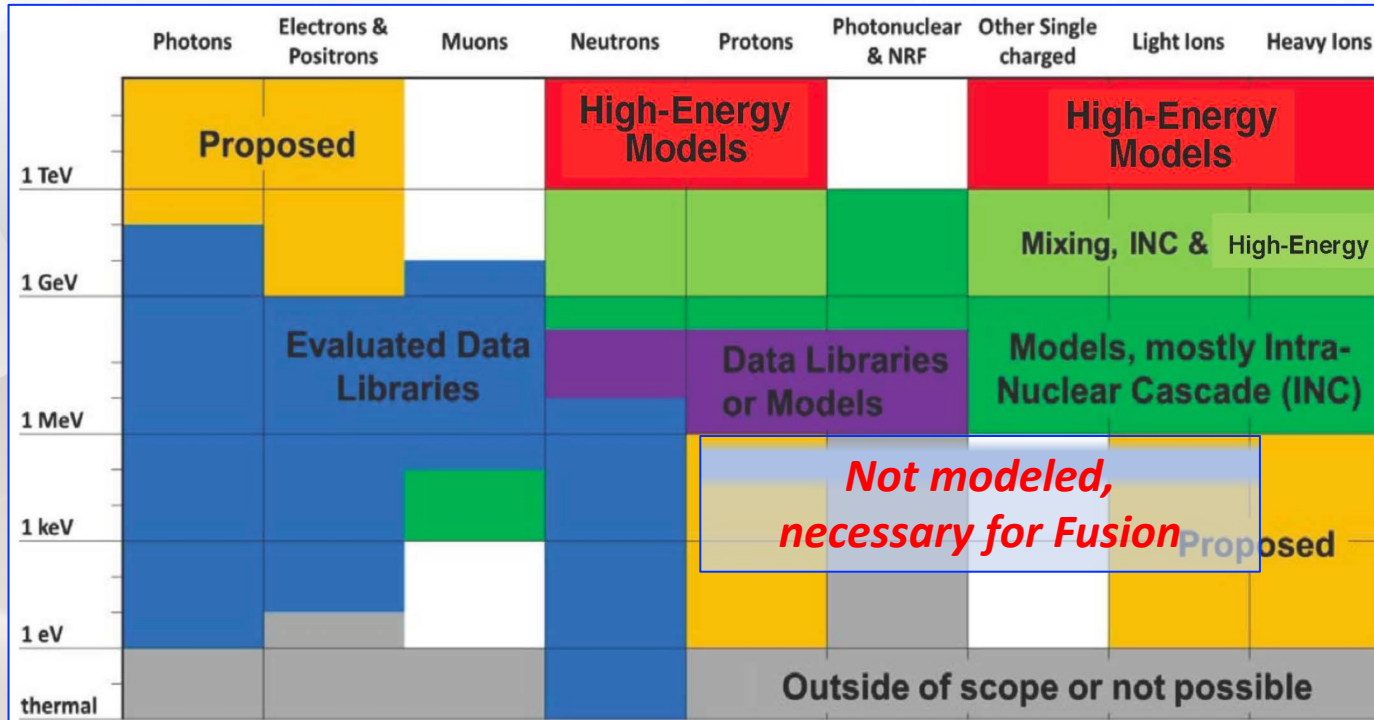 Photons
Electrons &
Positrons
Muons
Neutrons
Protons
Photonuclear
& NRF
Other Single
charged
Light Ions
Heavy Ions
Proposed
High-Energy
Models
High-Energy
Models
1 TeV
Mixing, INC & High-Energy
1 GeV
Evaluated Data
Libraries
Data Libraries
or Models
Models, mostly Intra-
Nuclear Cascade (INC)
1 MeV
Not modeled,
necessary for Fusion
Proposed
1 keV
1 eV
Outside of scope or not possible
thermal